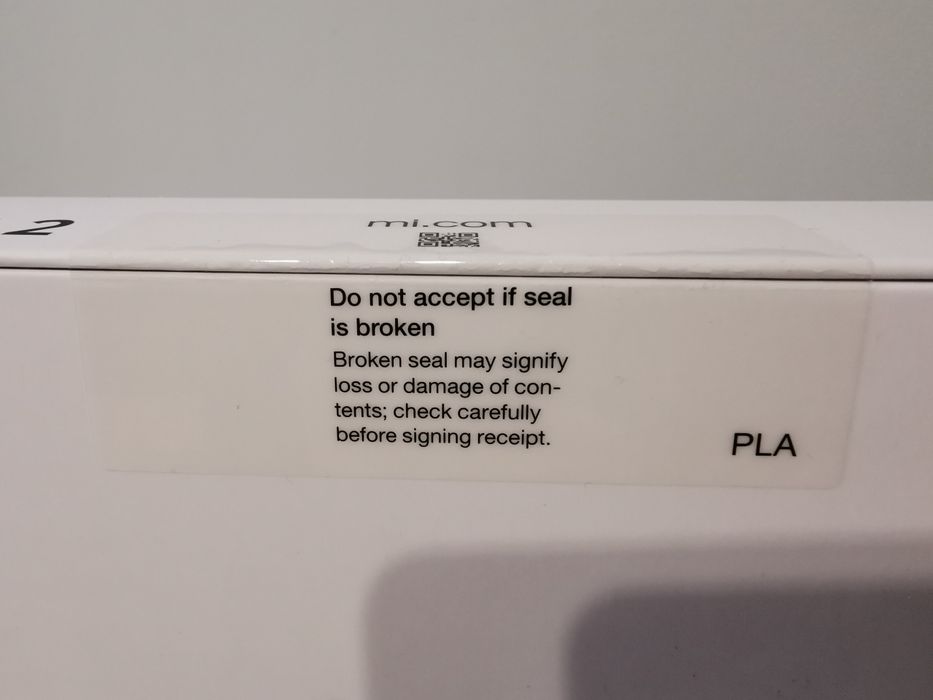 2
mi.com
Do not accept if seal
is broken
Broken seal may signify
loss or damage of con-
tents; check carefully
before signing receipt.
PLA